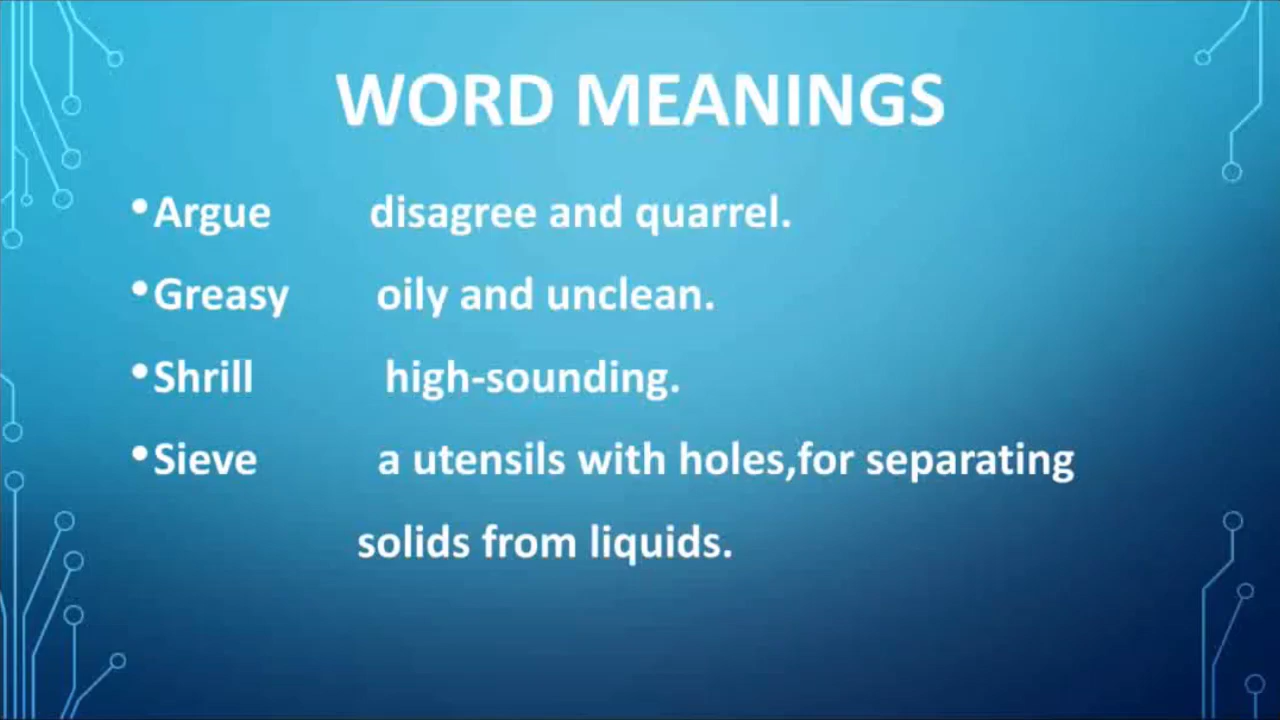 WORD MEANINGS
•Argue disagree and quarrel.
•Greasy oily and unclean.
•Shrill high-sounding.
•Sieve a utensils with holes,for separating
solids from liquids.